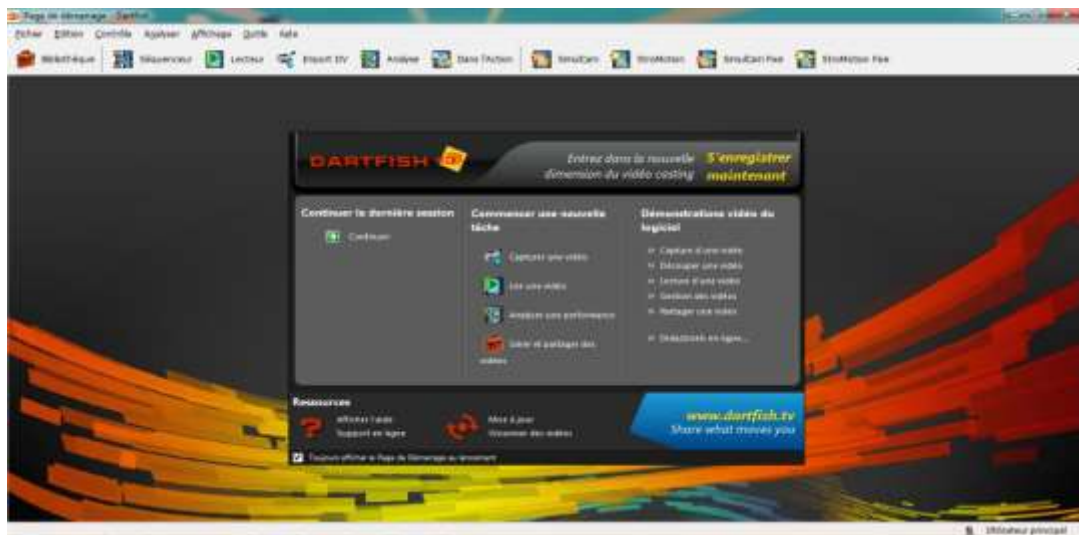 Page de démarrage - Dartfish
Fichier Edition Contrôle Analyser Affichage Outils Aide
Bibliothèque Séquenceur Lecteur Import DV Analyse Dans l'Action SimulCam StroMotion SimulCam Fixe StroMotion Fixe
DARTFISH
Entrez dans la nouvelle
dimension du vidéo casting
S'enregistrer
maintenant
Continuer la dernière session
Continuer
Commencer une nouvelle
tâche
Capturer une vidéo
Lire une vidéo
Analyser une performance
Gérer et partager des
vidéos
Démonstrations vidéo du
logiciel
» Capture d'une vidéo
» Découper une vidéo
» Lecture d'une vidéo
» Gestion des vidéos
» Partager une vidéo
» Didacticiels en ligne...
Ressources
Afficher l'aide
Support en ligne
Mise à jour
Visionner des vidéos
www.dartfish.tv
Share what moves you
Toujours afficher la Page de Démarrage au lancement
Utilisateur principal